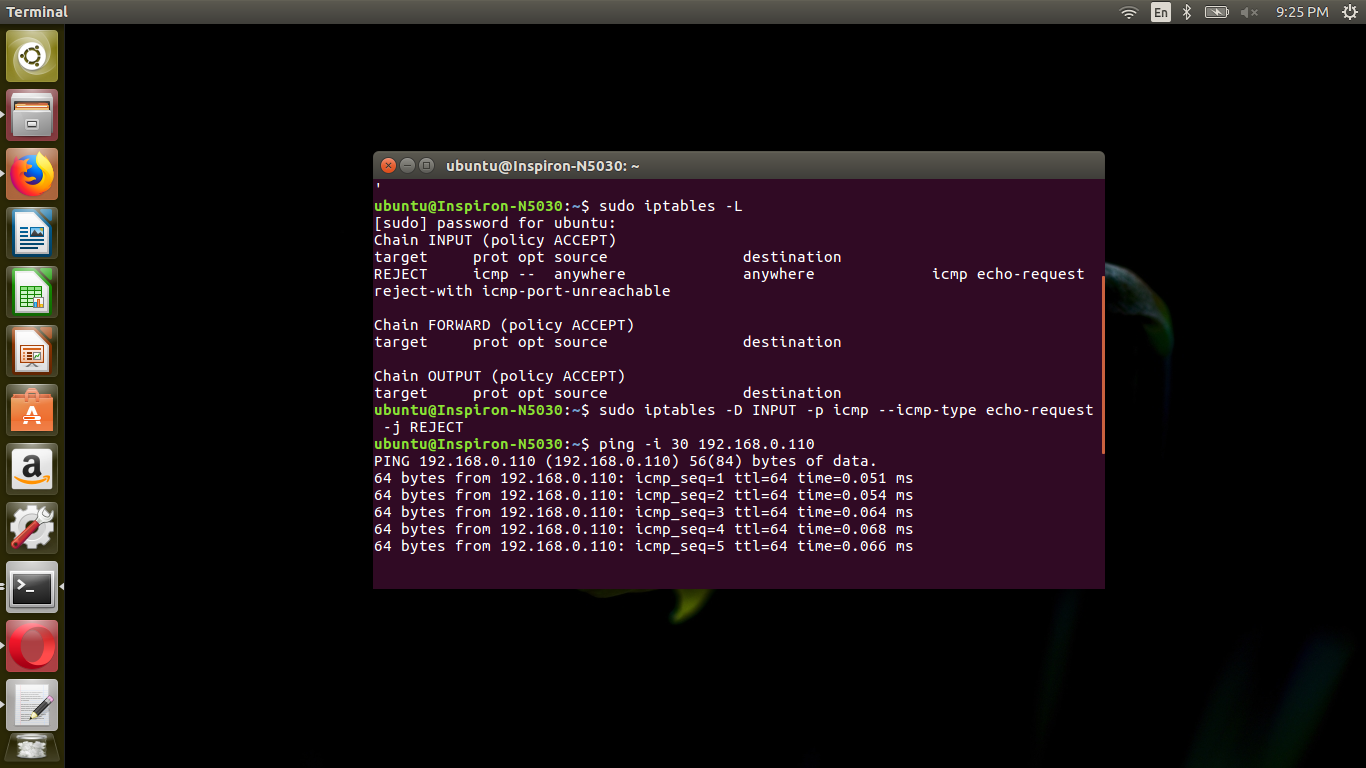 Terminal
En
9:25 PM
ubuntu@Inspiron-N5030: ~
'
ubuntu@Inspiron-N5030:~$ sudo iptables -L
[sudo] password for ubuntu:
Chain INPUT (policy ACCEPT)
target     prot opt source               destination
REJECT     icmp --  anywhere             anywhere             icmp echo-request
reject-with icmp-port-unreachable
Chain FORWARD (policy ACCEPT)
target     prot opt source               destination
Chain OUTPUT (policy ACCEPT)
target     prot opt source               destination
ubuntu@Inspiron-N5030:~$ sudo iptables -D INPUT -p icmp --icmp-type echo-request
 -j REJECT
ubuntu@Inspiron-N5030:~$ ping -i 30 192.168.0.110
PING 192.168.0.110 (192.168.0.110) 56(84) bytes of data.
64 bytes from 192.168.0.110: icmp_seq=1 ttl=64 time=0.051 ms
64 bytes from 192.168.0.110: icmp_seq=2 ttl=64 time=0.054 ms
64 bytes from 192.168.0.110: icmp_seq=3 ttl=64 time=0.064 ms
64 bytes from 192.168.0.110: icmp_seq=4 ttl=64 time=0.068 ms
64 bytes from 192.168.0.110: icmp_seq=5 ttl=64 time=0.066 ms